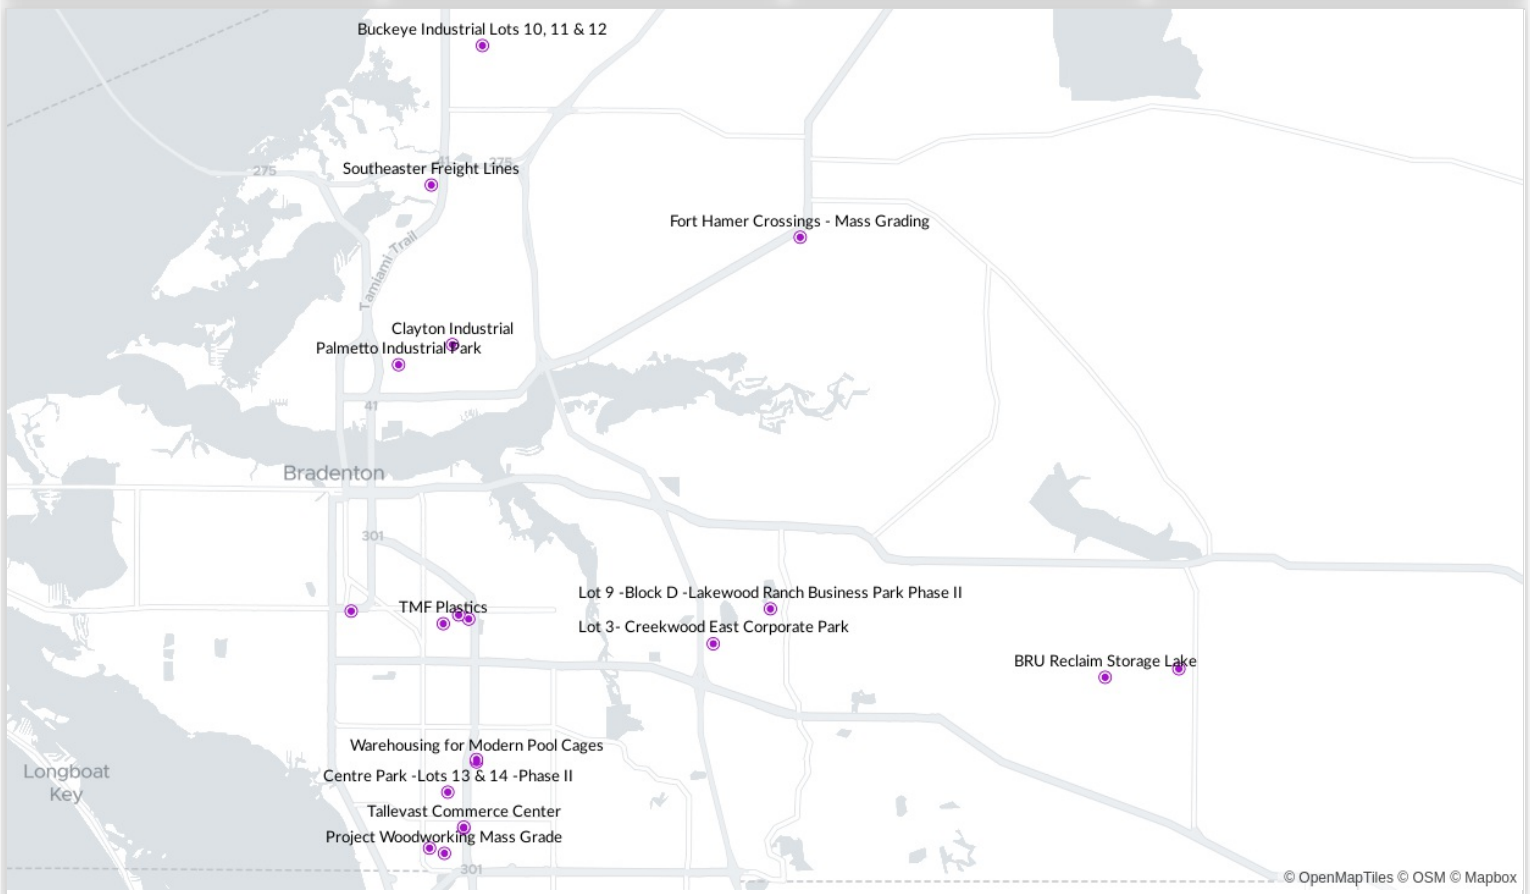 Buckeye Industrial Lots 10, 11 & 12
41
275
275
Southeaster Freight Lines
Fort Hamer Crossings - Mass Grading
Tamiami Trail
Clayton Industrial
Palmetto Industrial Park
41
Bradenton
301
Lot 9 -Block D -Lakewood Ranch Business Park Phase II
TMF Plastics
Lot 3- Creekwood East Corporate Park
BRU Reclaim Storage Lake
Warehousing for Modern Pool Cages
Longboat
Key
Centre Park -Lots 13 & 14 -Phase II
Tallevast Commerce Center
Project Woodworking Mass Grade
301
© OpenMapTiles © OSM © Mapbox